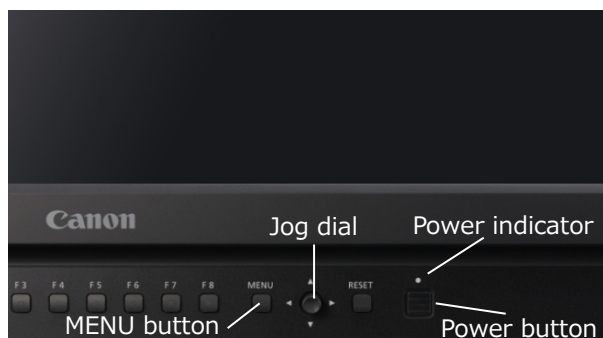 Canon
Jog dial
Power indicator
F3 F4 F5 F6 F7 F8 MENU RESET
MENU button
Power button